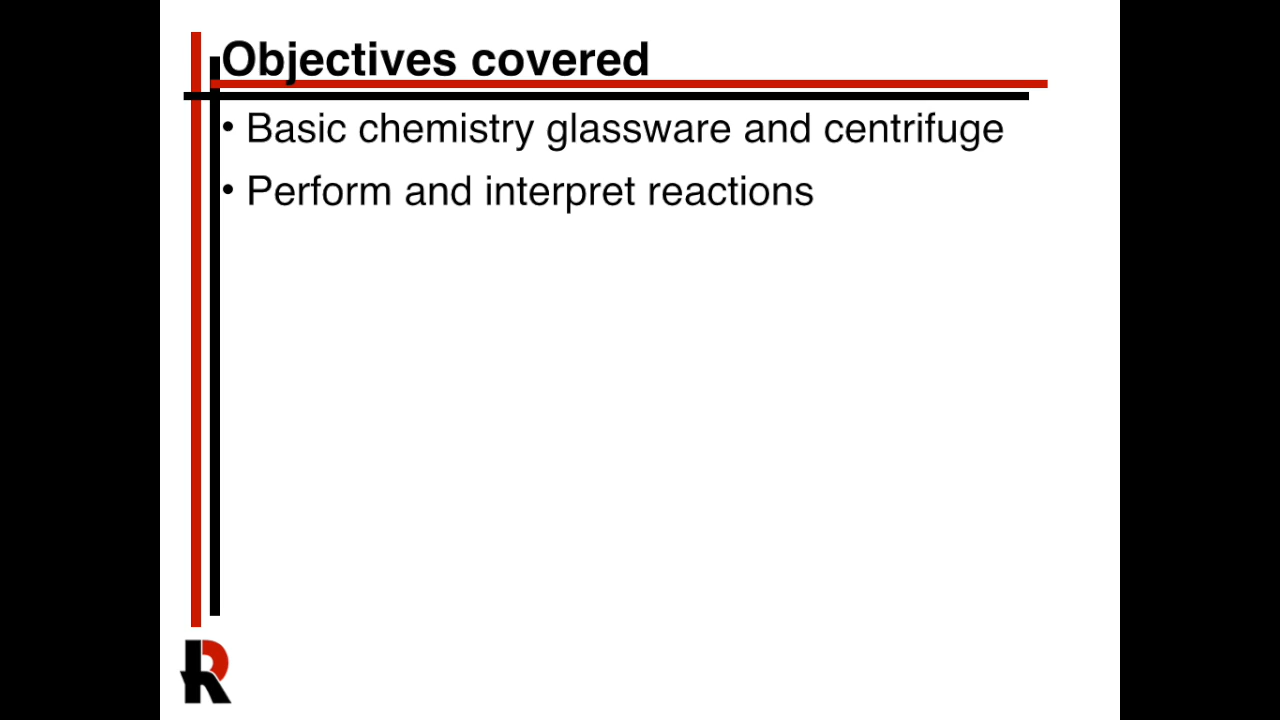 Objectives covered
• Basic chemistry glassware and centrifuge
• Perform and interpret reactions